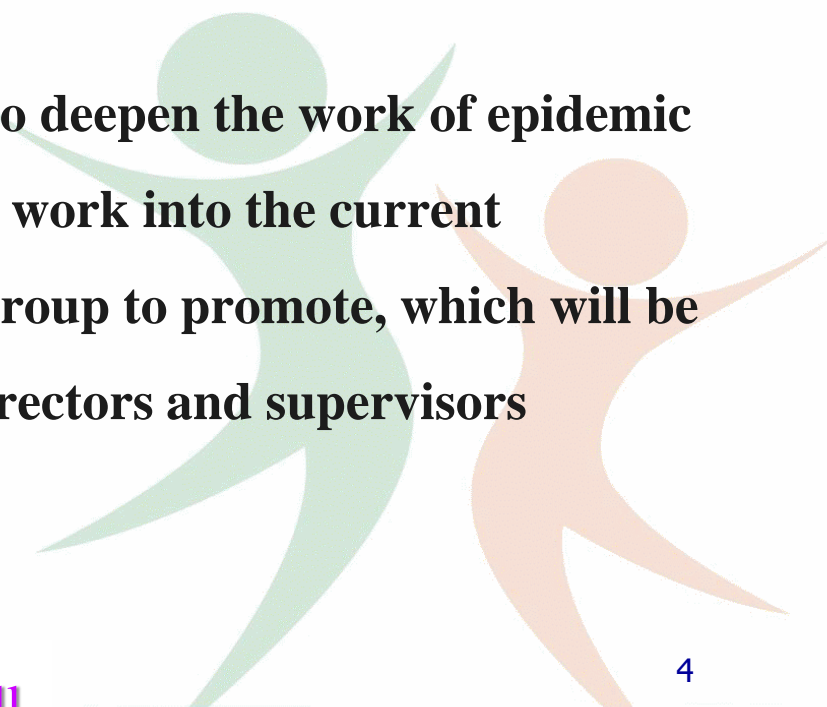 o deepen the work of epidemic
work into the current
roup to promote, which will be
rectors and supervisors
4